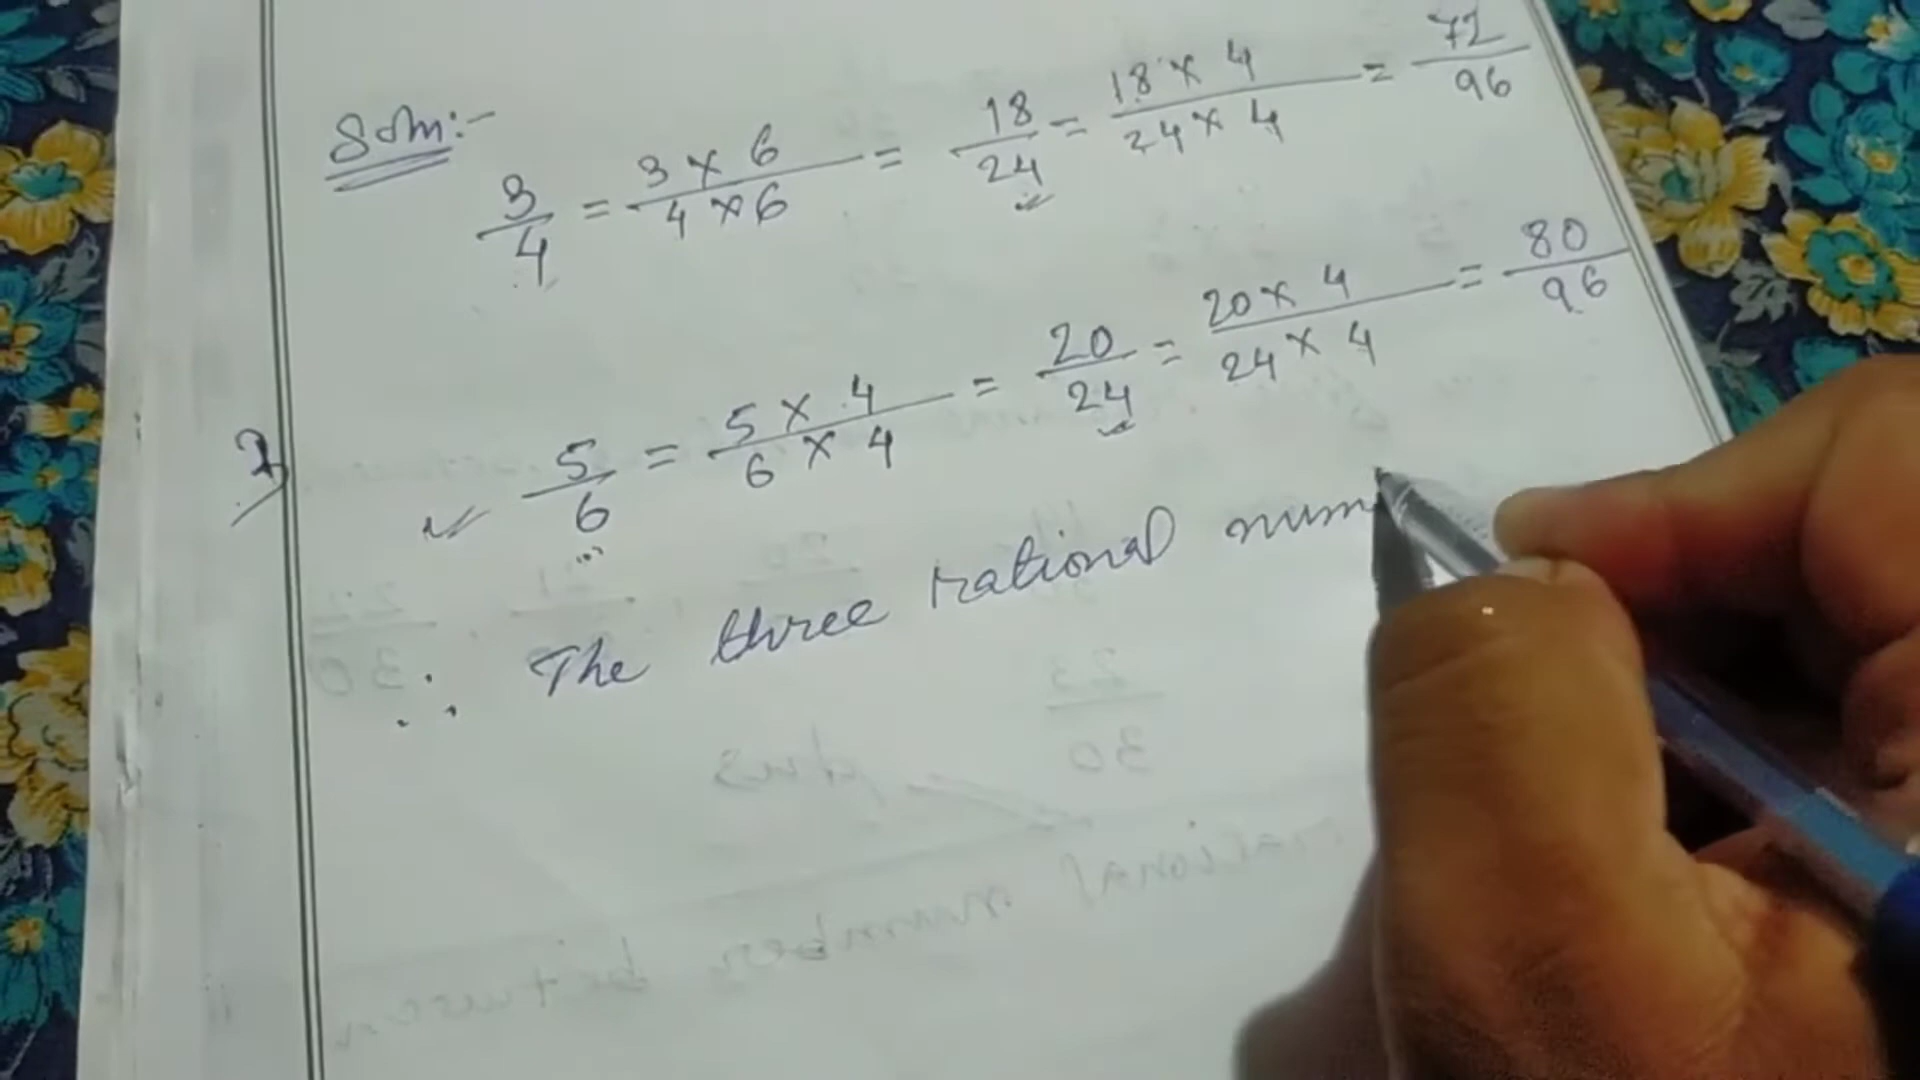 Soln:-
3/4 = 3 × 6 / 4 × 6 = 18/24 = 18 × 4 / 24 × 4 = 72/96
5/6 = 5 × 4 / 6 × 4 = 20/24 = 20 × 4 / 24 × 4 = 80/96
∴ The three rational num